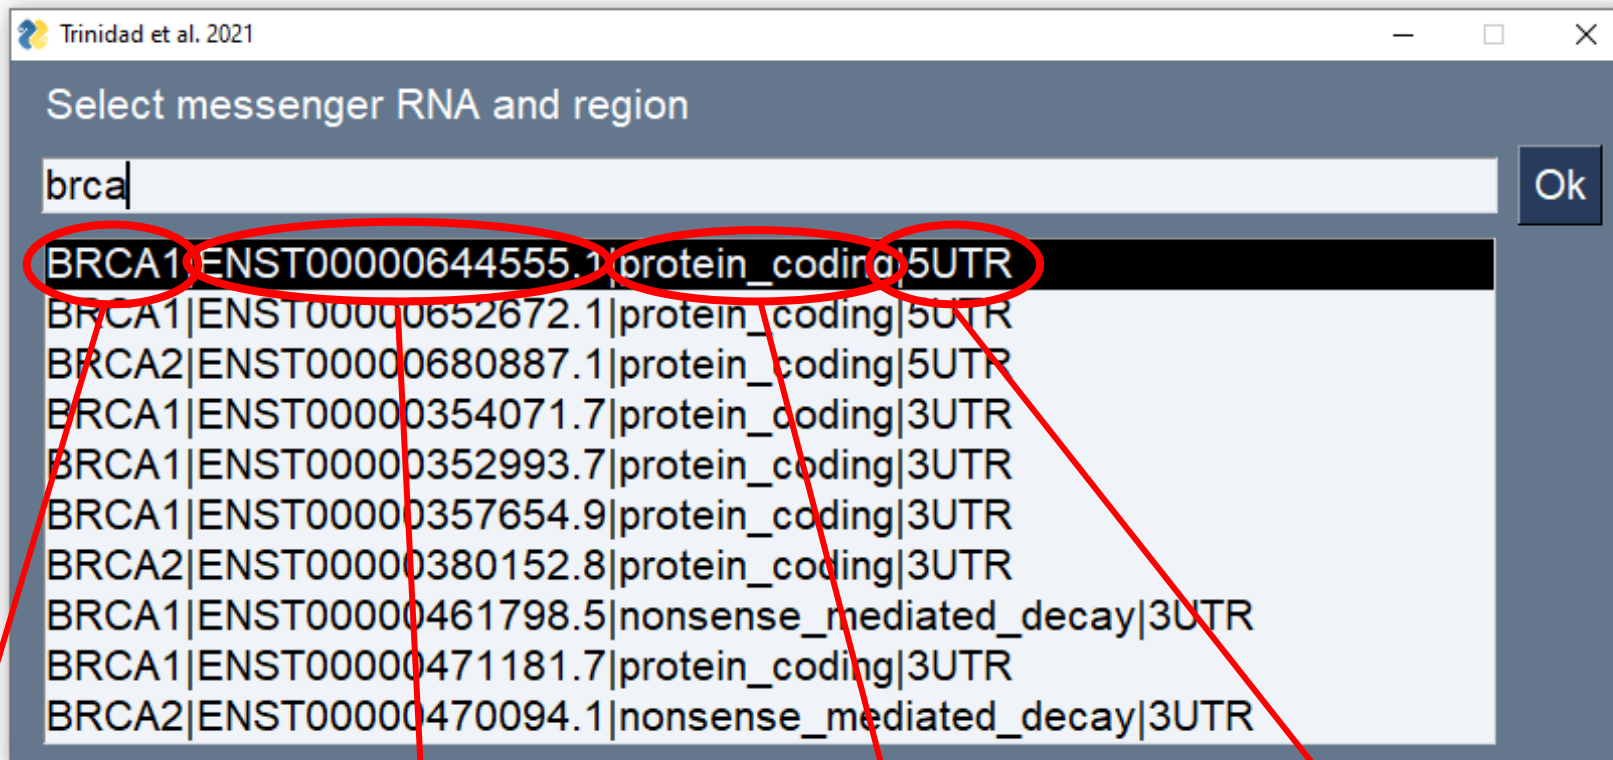 Trinidad et al. 2021
Select messenger RNA and region
brca
Ok
BRCA1|ENST00000644555.1|protein_coding|5UTR
BRCA1|ENST00000652672.1|protein_coding|5UTR
BRCA2|ENST00000680887.1|protein_coding|5UTR
BRCA1|ENST00000354071.7|protein_coding|3UTR
BRCA1|ENST00000352993.7|protein_coding|3UTR
BRCA1|ENST00000357654.9|protein_coding|3UTR
BRCA2|ENST00000380152.8|protein_coding|3UTR
BRCA1|ENST00000461798.5|nonsense_mediated_decay|3UTR
BRCA1|ENST00000471181.7|protein_coding|3UTR
BRCA2|ENST00000470094.1|nonsense_mediated_decay|3UTR